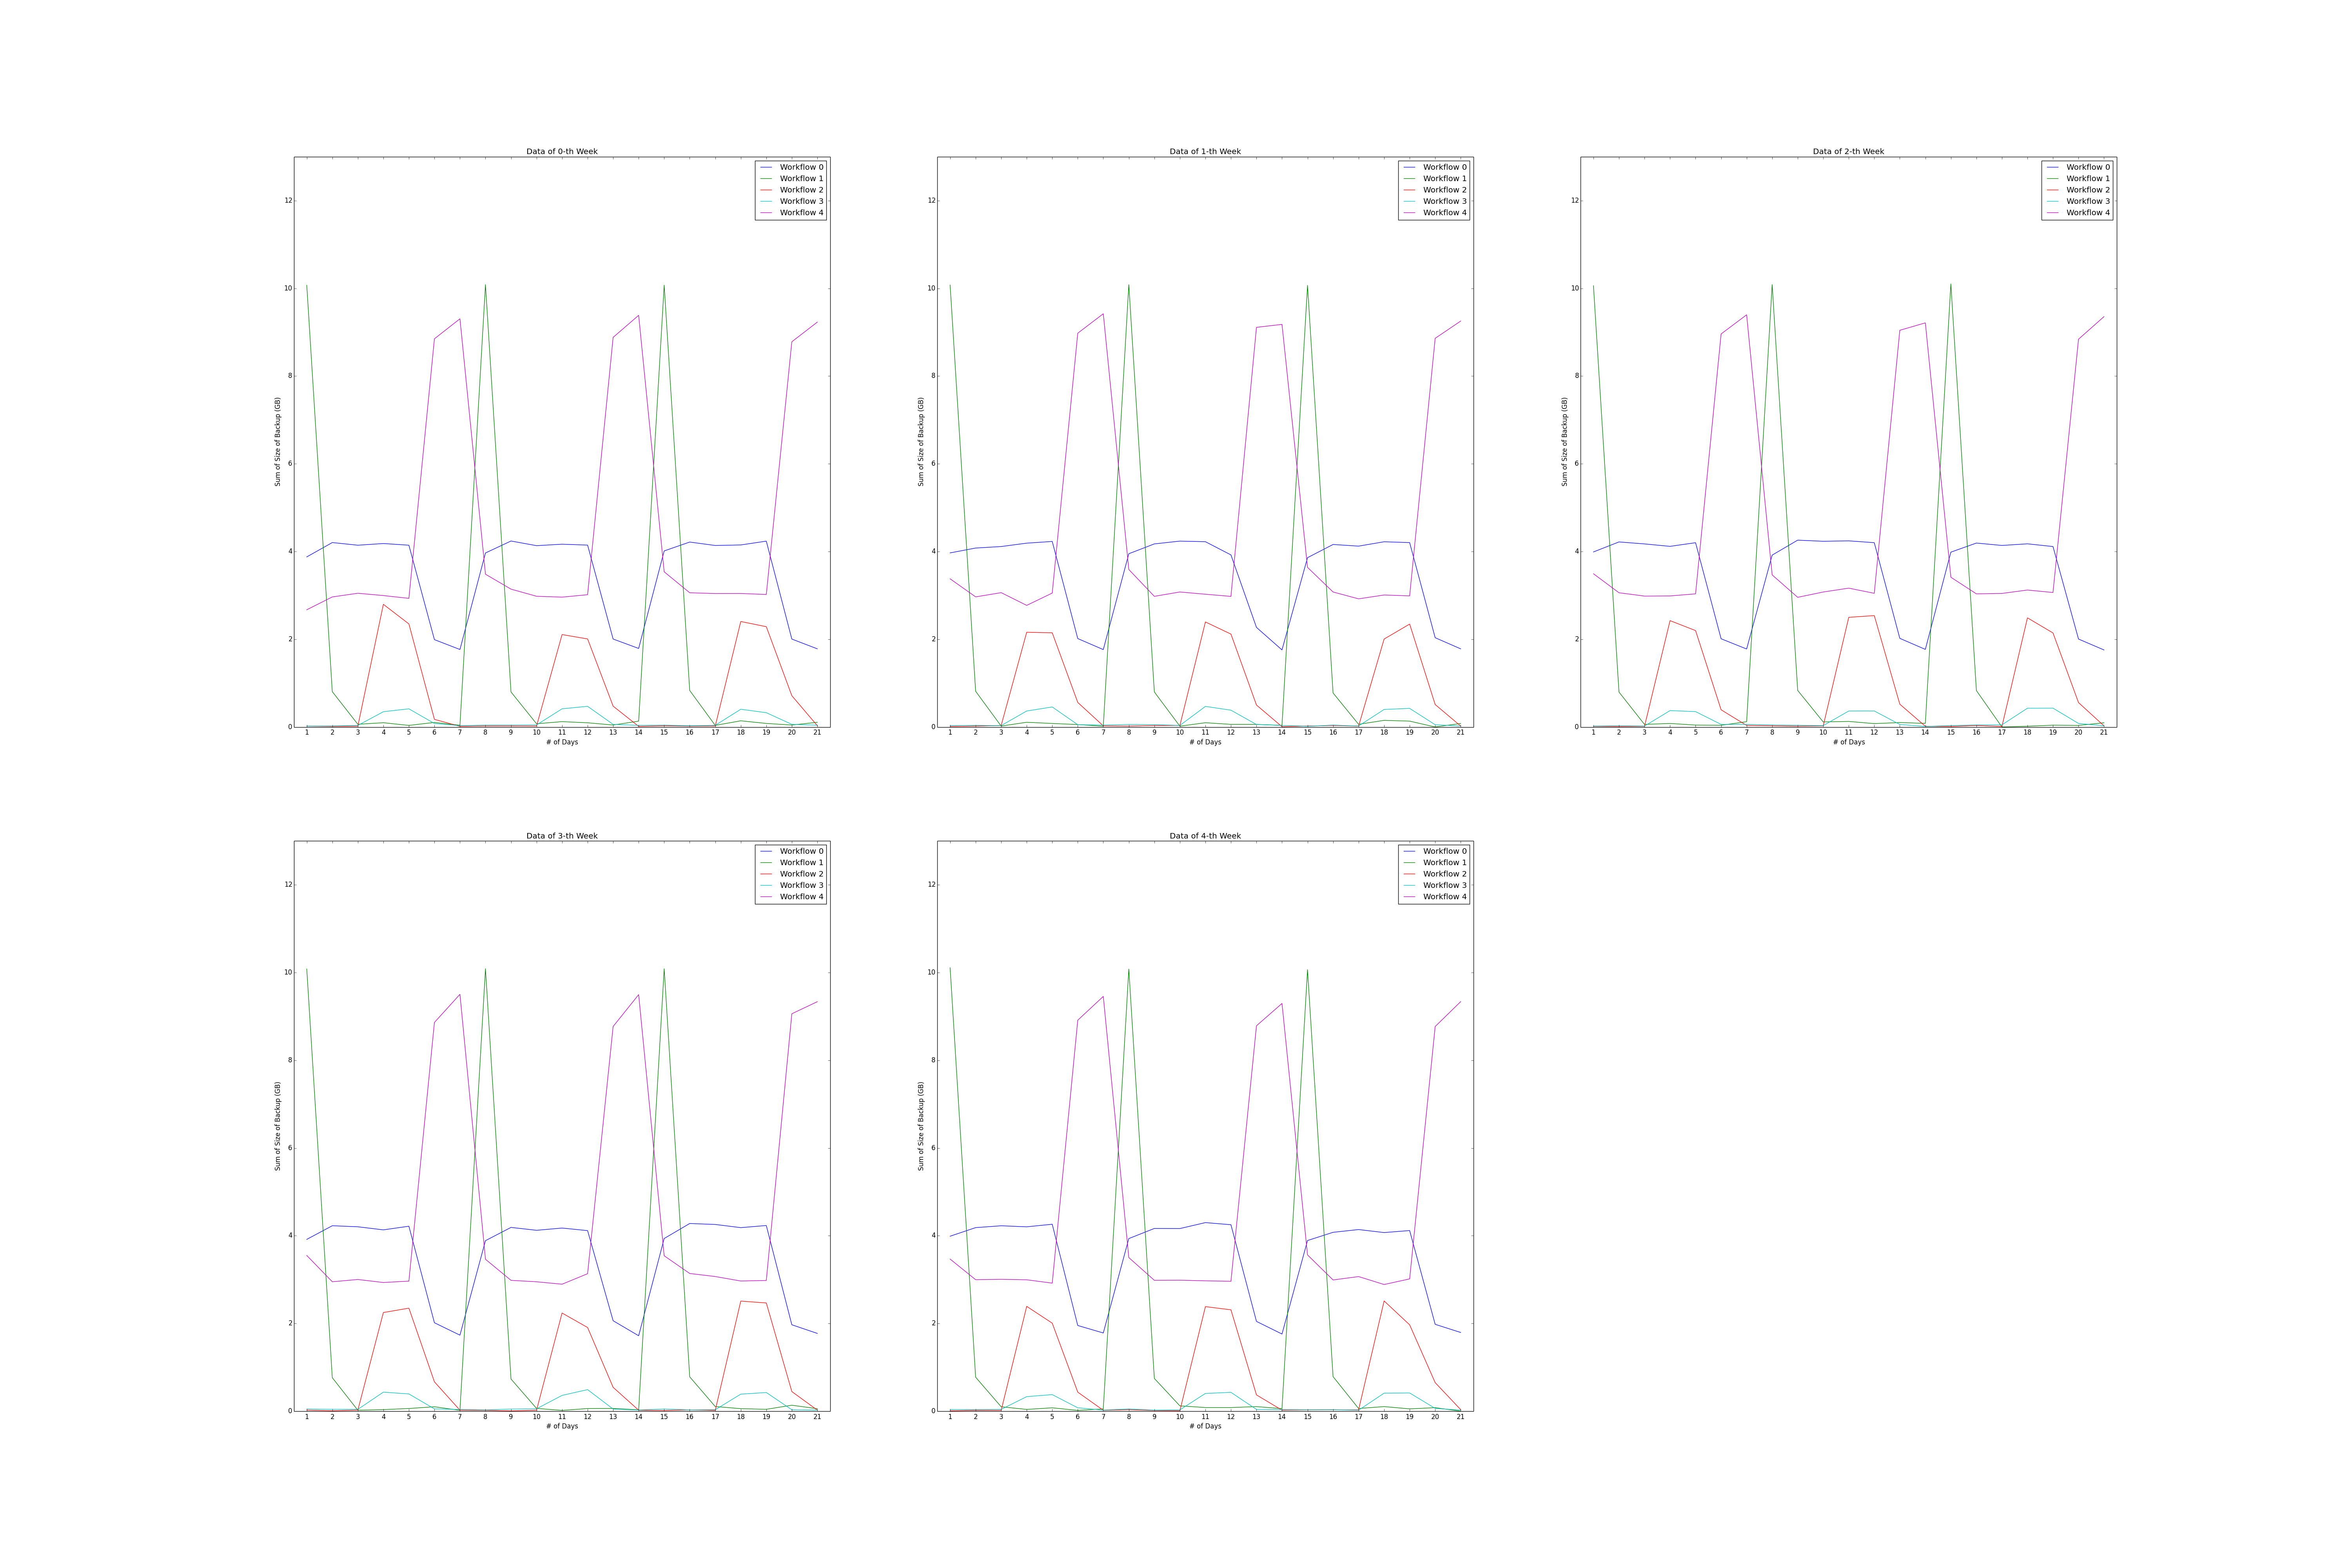 Data of 0-th Week
Workflow 0
Workflow 1
Workflow 2
Workflow 3
Workflow 4
12
10
8
6
4
2
0
Sum of Size of Backup (GB)
1 2 3 4 5 6 7 8 9 10 11 12 13 14 15 16 17 18 19 20 21
# of Days
Data of 1-th Week
Workflow 0
Workflow 1
Workflow 2
Workflow 3
Workflow 4
12
10
8
6
4
2
0
Sum of Size of Backup (GB)
1 2 3 4 5 6 7 8 9 10 11 12 13 14 15 16 17 18 19 20 21
# of Days
Data of 2-th Week
Workflow 0
Workflow 1
Workflow 2
Workflow 3
Workflow 4
12
10
8
6
4
2
0
Sum of Size of Backup (GB)
1 2 3 4 5 6 7 8 9 10 11 12 13 14 15 16 17 18 19 20 21
# of Days
Data of 3-th Week
Workflow 0
Workflow 1
Workflow 2
Workflow 3
Workflow 4
12
10
8
6
4
2
0
Sum of Size of Backup (GB)
1 2 3 4 5 6 7 8 9 10 11 12 13 14 15 16 17 18 19 20 21
# of Days
Data of 4-th Week
Workflow 0
Workflow 1
Workflow 2
Workflow 3
Workflow 4
12
10
8
6
4
2
0
Sum of Size of Backup (GB)
1 2 3 4 5 6 7 8 9 10 11 12 13 14 15 16 17 18 19 20 21
# of Days